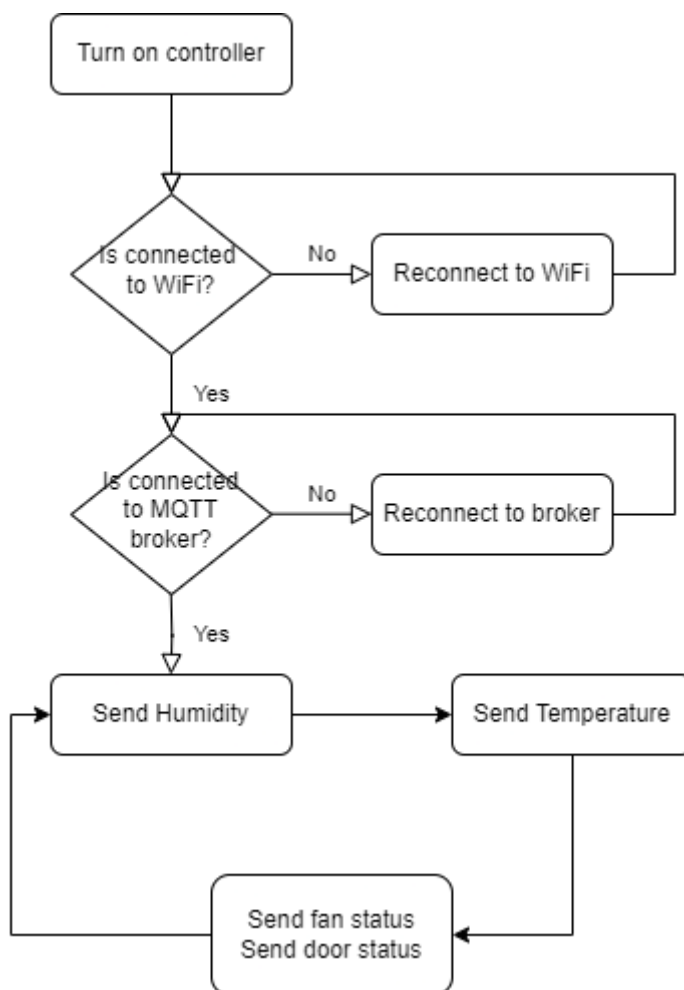 Turn on controller
Is connected
to WiFi?
No
Reconnect to WiFi
Yes
Is connected
to MQTT
broker?
No
Reconnect to broker
Yes
Send Humidity
Send Temperature
Send fan status
Send door status